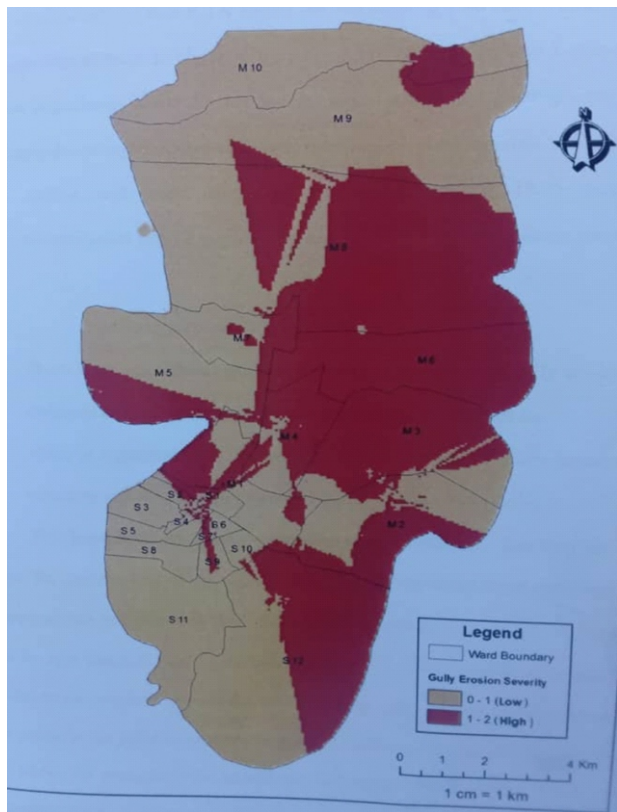 M 10
M 9
M 8
M 6
M 5
M 4
M 3
M 1
M 2
S 2
S 3
S 4
S 5
S 6
S 8
S 9
S 10
S 11
S 12
Legend
Ward Boundary
Gully Erosion Severity
0 - 1 (Low)
1 - 2 (High)
0 1 2 4 Km
1 cm = 1 km